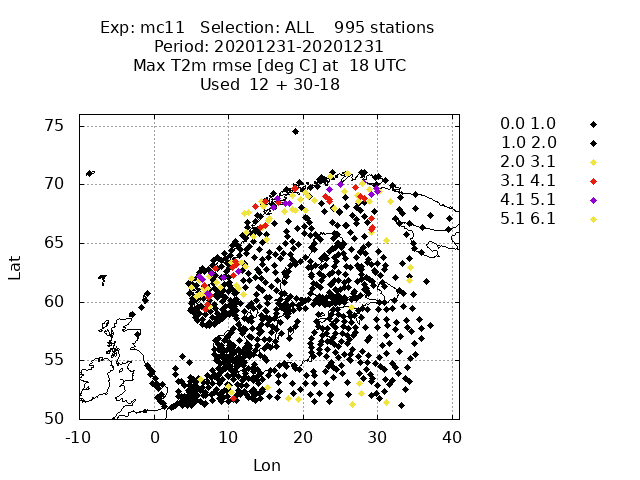 Exp: mc11 Selection: ALL 995 stations
Period: 20201231-20201231
Max T2m rmse [deg C] at 18 UTC
Used 12 + 30-18
0.0 1.0
1.0 2.0
2.0 3.1
3.1 4.1
4.1 5.1
5.1 6.1
75
70
65
60
55
50
Lat
-10 0 10 20 30 40
Lon